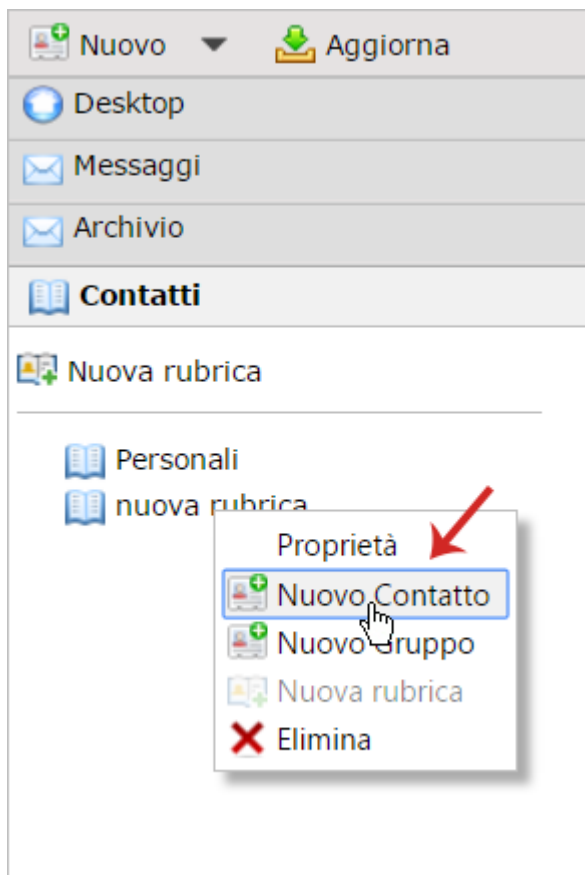 Nuovo Aggiorna
Desktop
Messaggi
Archivio
Contatti
Nuova rubrica
Personali
nuova rubrica
Proprietà
Nuovo Contatto
Nuovo Gruppo
Nuova rubrica
Elimina